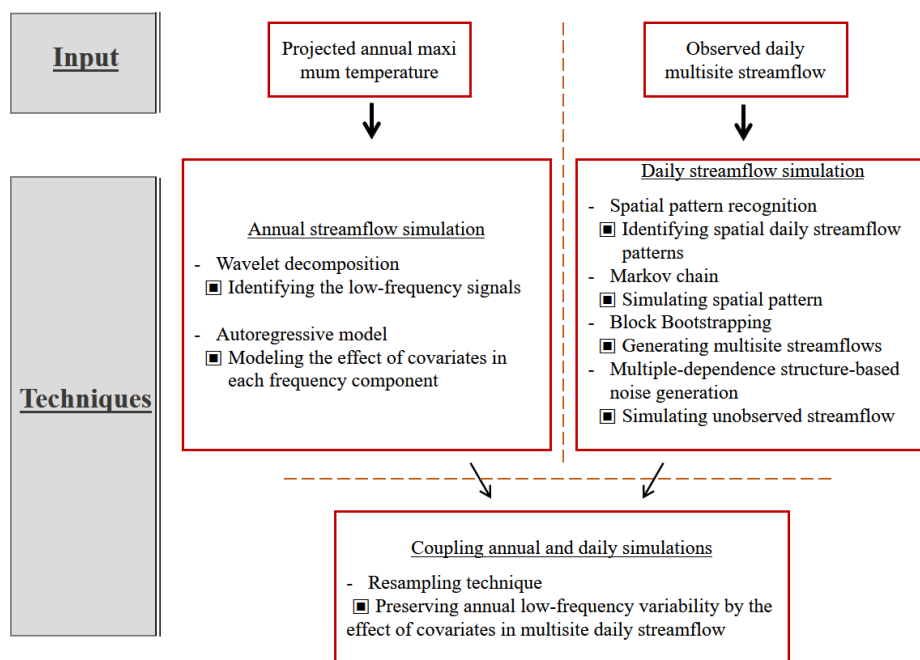 Input
Projected annual maxi
mum temperature
Observed daily
multisite streamflow
Techniques
Annual streamflow simulation
- Wavelet decomposition
▣ Identifying the low-frequency signals
- Autoregressive model
▣ Modeling the effect of covariates in
each frequency component
Daily streamflow simulation
- Spatial pattern recognition
▣ Identifying spatial daily streamflow
patterns
- Markov chain
▣ Simulating spatial pattern
- Block Bootstrapping
▣ Generating multisite streamflows
- Multiple-dependence structure-based
noise generation
▣ Simulating unobserved streamflow
Coupling annual and daily simulations
- Resampling technique
▣ Preserving annual low-frequency variability by the
effect of covariates in multisite daily streamflow